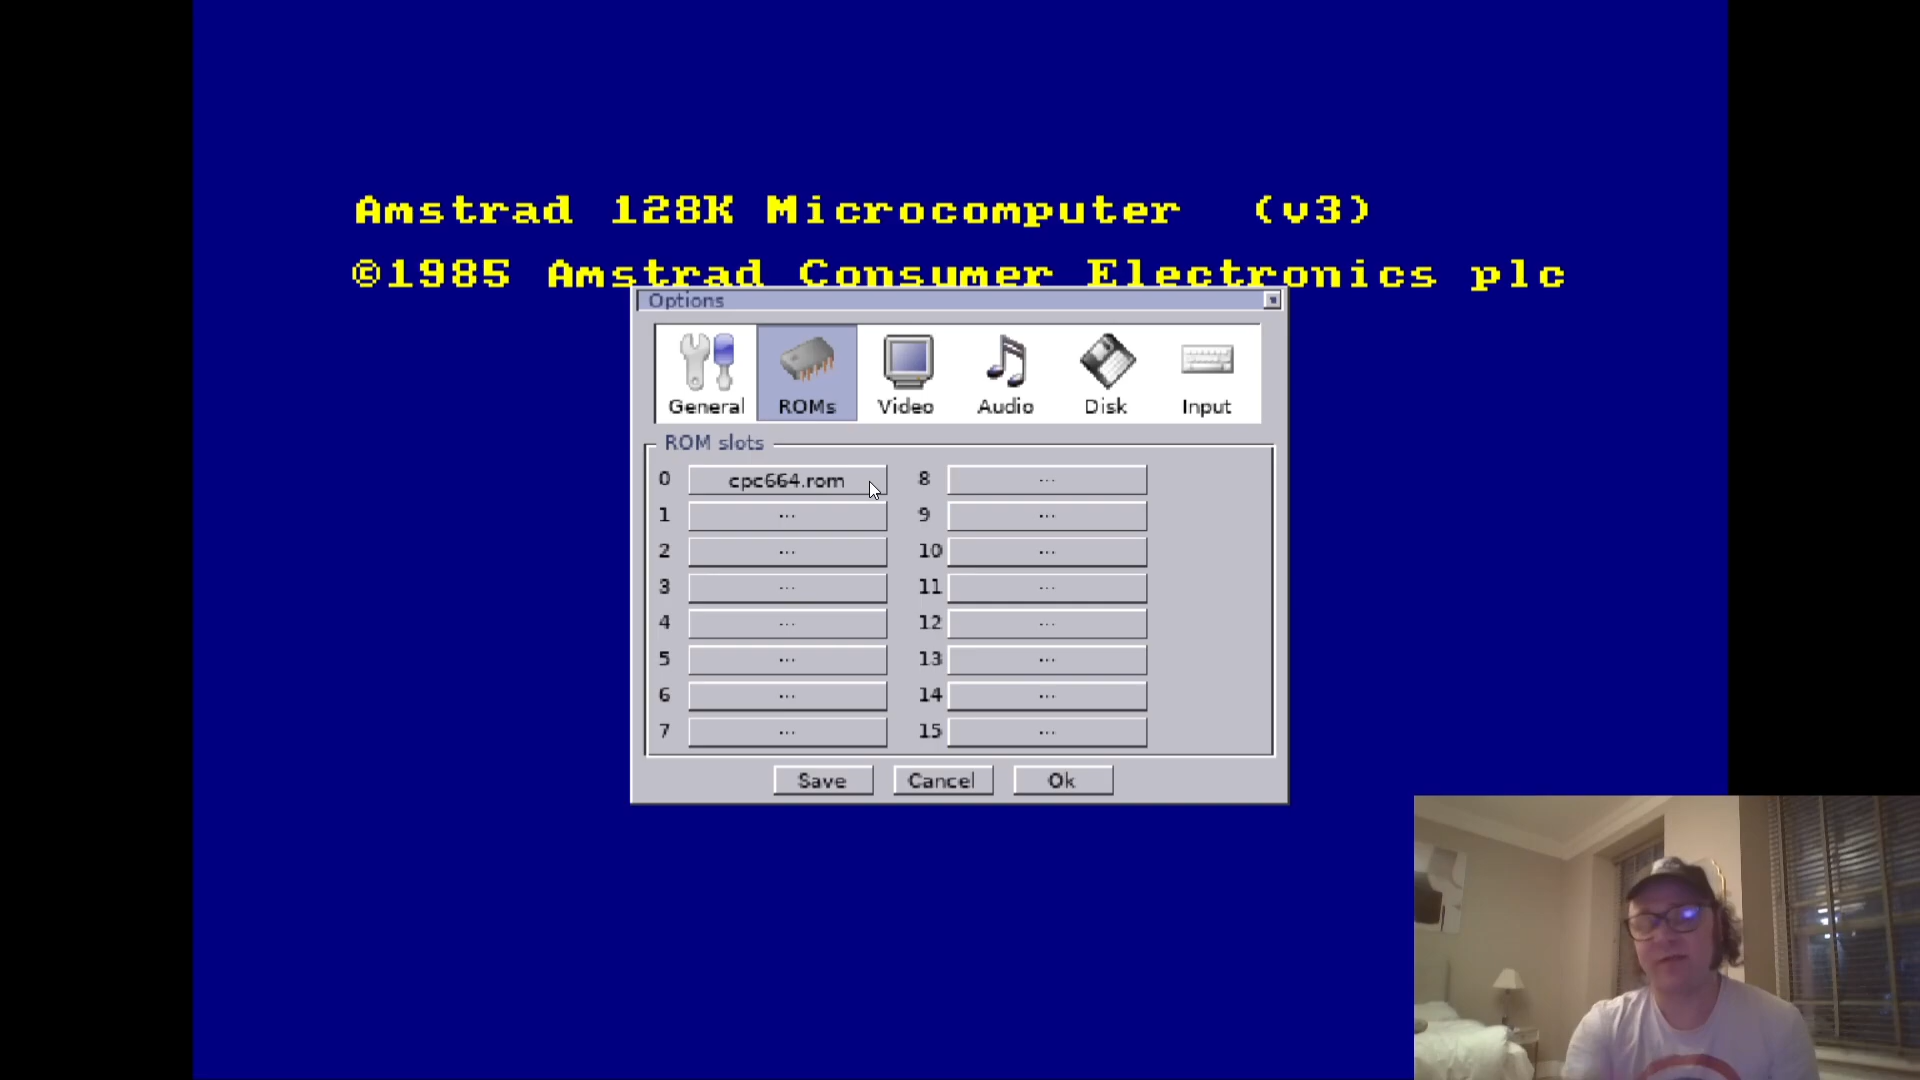 Amstrad 128K Microcomputer (v3)
©1985 Amstrad Consumer Electronics plc
Options
General ROMs Video Audio Disk Input
ROM slots
0 cpc664.rom 8 ...
1 ... 9 ...
2 ... 10 ...
3 ... 11 ...
4 ... 12 ...
5 ... 13 ...
6 ... 14 ...
7 ... 15 ...
Save Cancel Ok